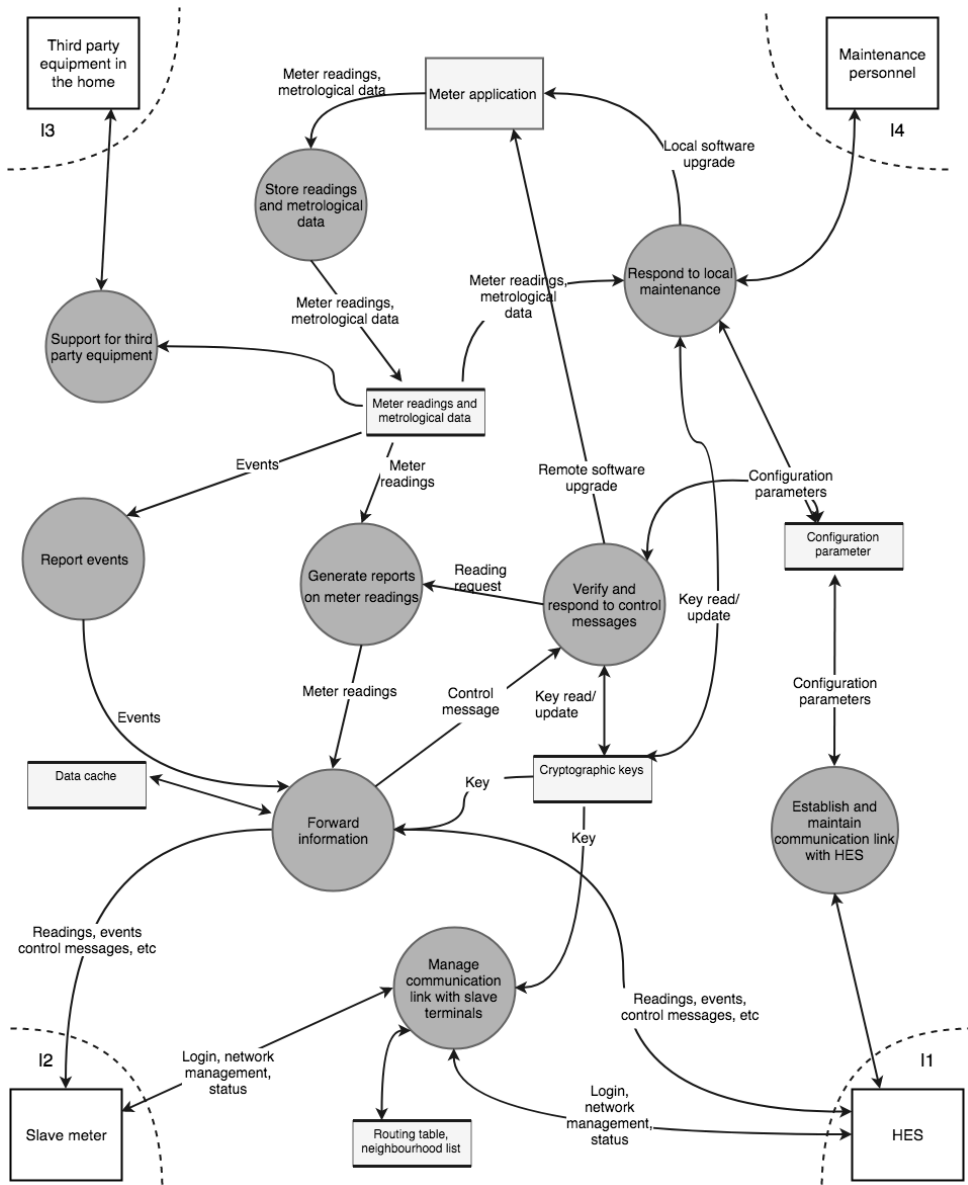 Third party
equipment in
the home
I3
Meter readings,
metrological data
Meter application
Maintenance
personnel
I4
Local software
upgrade
Store readings
and metrological
data
Meter readings,
metrological data
Meter readings,
metrological
data
Respond to local
maintenance
Support for third
party equipment
Meter readings and
metrological data
Events
Meter
readings
Remote software
upgrade
Configuration
parameters
Configuration
parameter
Report events
Generate reports
on meter readings
Reading
request
Verify and
respond to control
messages
Key read/
update
Meter readings
Control
message
Key read/
update
Configuration
parameters
Events
Data cache
Cryptographic keys
Key
Forward
information
Key
Establish and
maintain
communication link
with HES
Readings, events
control messages, etc
Manage
communication
link with slave
terminals
Readings, events,
control messages, etc
I2
Login, network
management,
status
Login,
network
management,
status
I1
Slave meter
Routing table,
neighbourhood list
HES